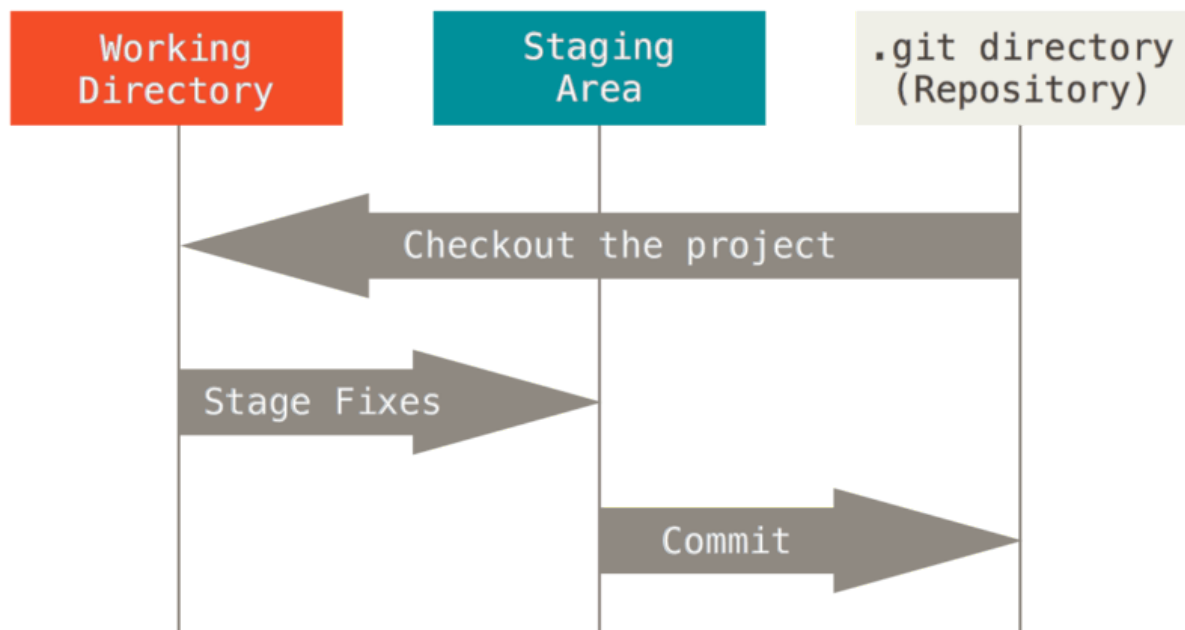 Working
Directory
Staging
Area
.git directory
(Repository)
Checkout the project
Stage Fixes
Commit